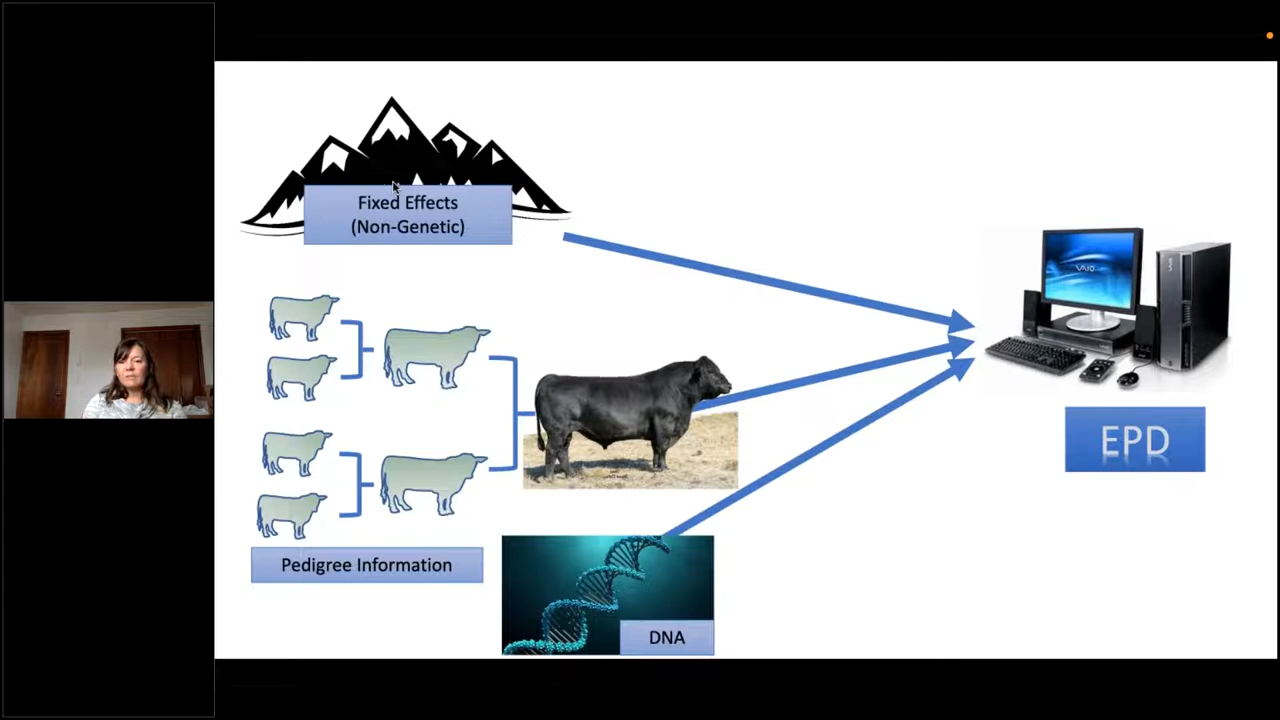 Fixed Effects
(Non-Genetic)
VAIO
EPD
Pedigree Information
DNA